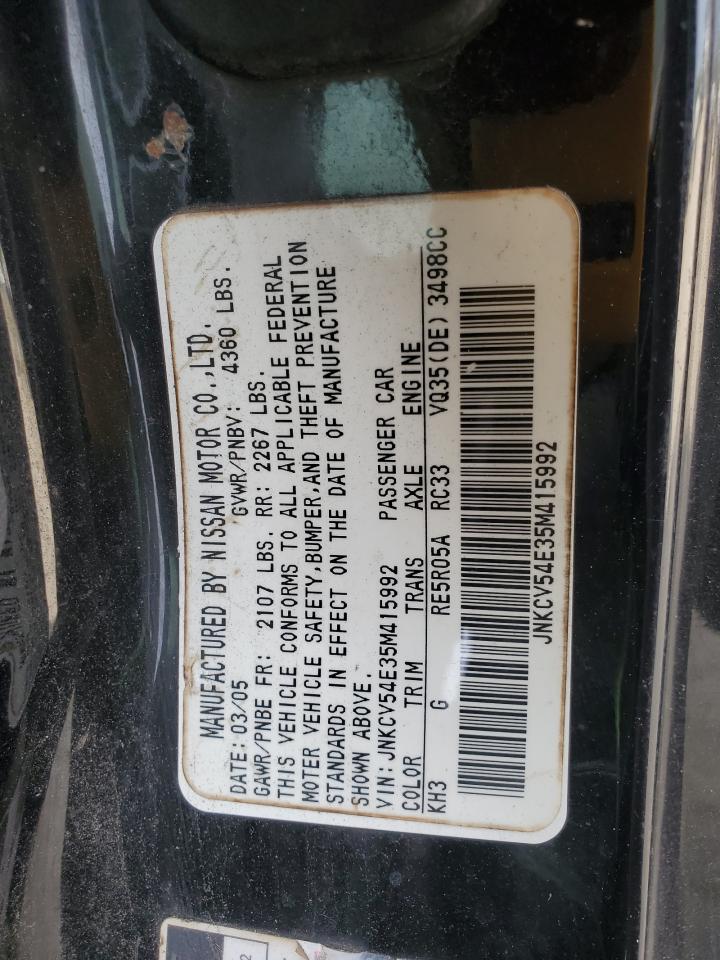 MANUFACTURED BY NISSAN MOTOR CO.,LTD.
DATE:03/05 GVWR/PNBV: 4360 LBS.
GAWR/PNBE FR: 2107 LBS. RR: 2267 LBS.
THIS VEHICLE CONFORMS TO ALL APPLICABLE FEDERAL
MOTER VEHICLE SAFETY,BUMPER,AND THEFT PREVENTION
STANDARDS IN EFFECT ON THE DATE OF MANUFACTURE
SHOWN ABOVE.
VIN:JNKCV54E35M415992 PASSENGER CAR
COLOR TRIM TRANS AXLE ENGINE
KH3 G RE5R05A RC33 VQ35(DE) 3498CC
JNKCV54E35M415992
2